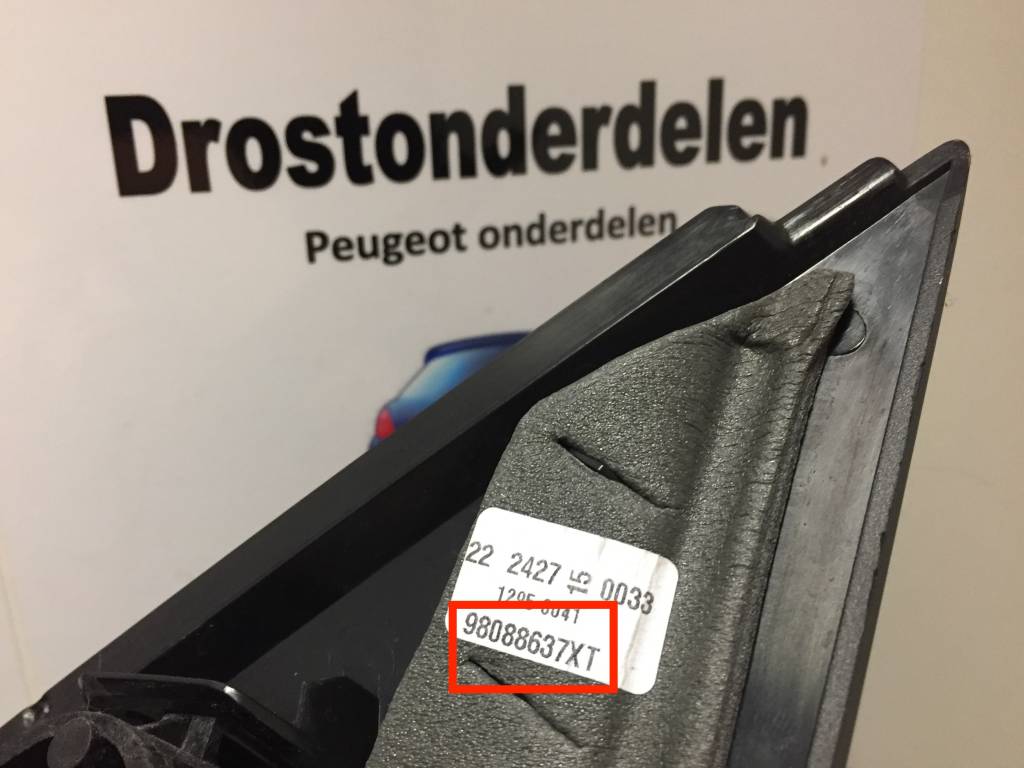 Drostonderdelen
Peugeot onderdelen
22 2427 15 0033
98088637XT